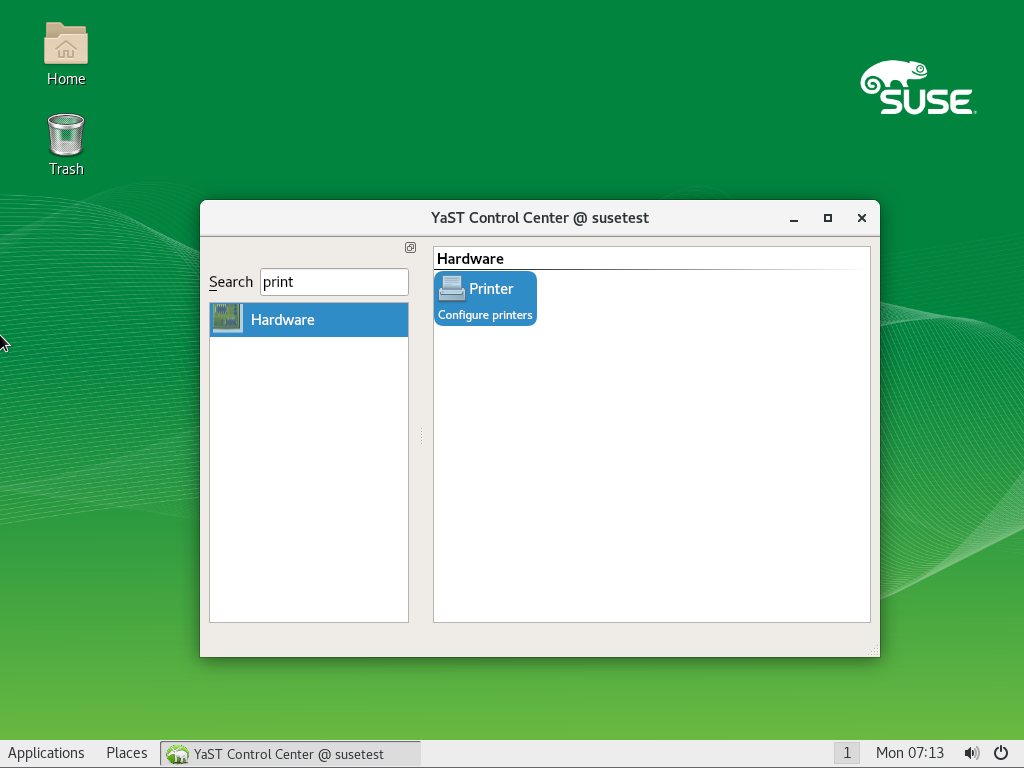 Home
Trash
SUSE
YaST Control Center @ susetest
Search print
Hardware
Hardware
Printer
Configure printers
Applications Places YaST Control Center @ susetest 1 Mon 07:13